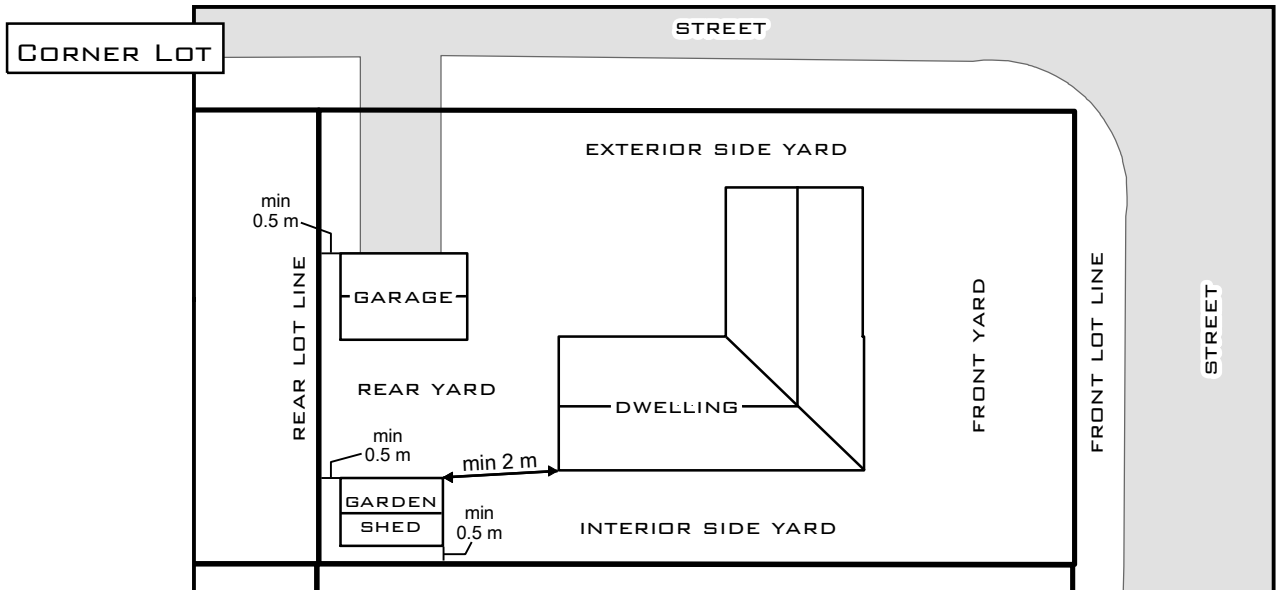 STREET
CORNER LOT
EXTERIOR SIDE YARD
min
0.5 m
REAR LOT LINE
GARAGE
FRONT YARD
FRONT LOT LINE
STREET
REAR YARD
DWELLING
min
0.5 m
min 2 m
GARDEN
SHED
min
0.5 m
INTERIOR SIDE YARD